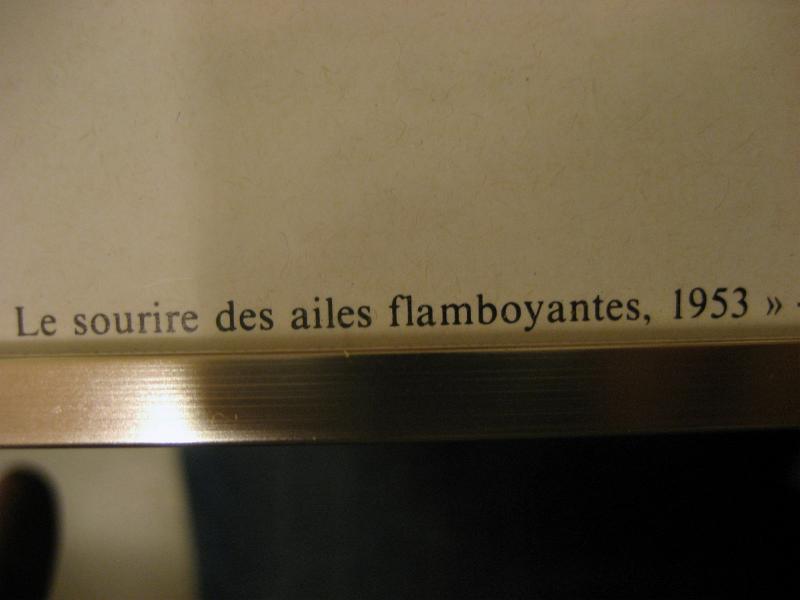 Le sourire des ailes flamboyantes, 1953 » -